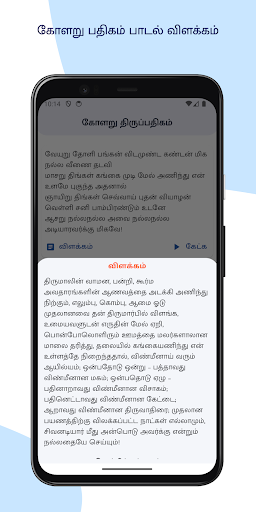 கோளறு பதிகம் பாடல் விளக்கம்
கோளறு திருப்பதிகம்
வேயுறு தோளி பங்கன் விடமுண்ட கண்டன் மிக
நல்ல வீணை தடவி
மாசறு திங்கள் கங்கை முடி மேல் அணிந்து என்
உளமே புகுந்த அதனால்
ஞாயிறு திங்கள் செவ்வாய் புதன் வியாழன்
வெள்ளி சனி பாம்பிரண்டும் உடனே
ஆசறு நல்லநல்ல அவை நல்லநல்ல
அடியாரவர்க்கு மிகவே!
விளக்கம்
கேட்க
விளக்கம்
திருமாலின் வாமன, பன்றி, கூர்ம
அவதாரங்களின் ஆணவத்தை அடக்கி அணிந்து
நிற்கும், எலும்பு, கொம்பு, ஆமை ஓடு
முதலானவை தன் திருமார்பில் விளங்க,
உமையவளுடன் எருதின் மேல் ஏறி,
பொன்போலொளிரும் ஊமத்தை மலர்களாலான
மாலை தரித்து, தலையில் கங்கையணிந்து என்
உள்ளத்தே நிறைந்ததால், விண்மீனாய் வரும்
ஆயில்யம்; ஒன்பதோடு ஒன்று – பத்தாவது
விண்மீனான மகம்; ஒன்பதொடு ஏழு –
பதினாறாவது விண்மீனான விசாகம்;
பதினெட்டாவது விண்மீனான கேட்டை;
ஆறாவது விண்மீனான திருவாதிரை; முதலான
பயணத்திற்கு விலக்கப்பட்ட நாட்கள் எல்லாமும்,
சிவனடியார் மீது அன்பொடு அவர்க்கு என்றும்
நல்லதையே செய்யும்!